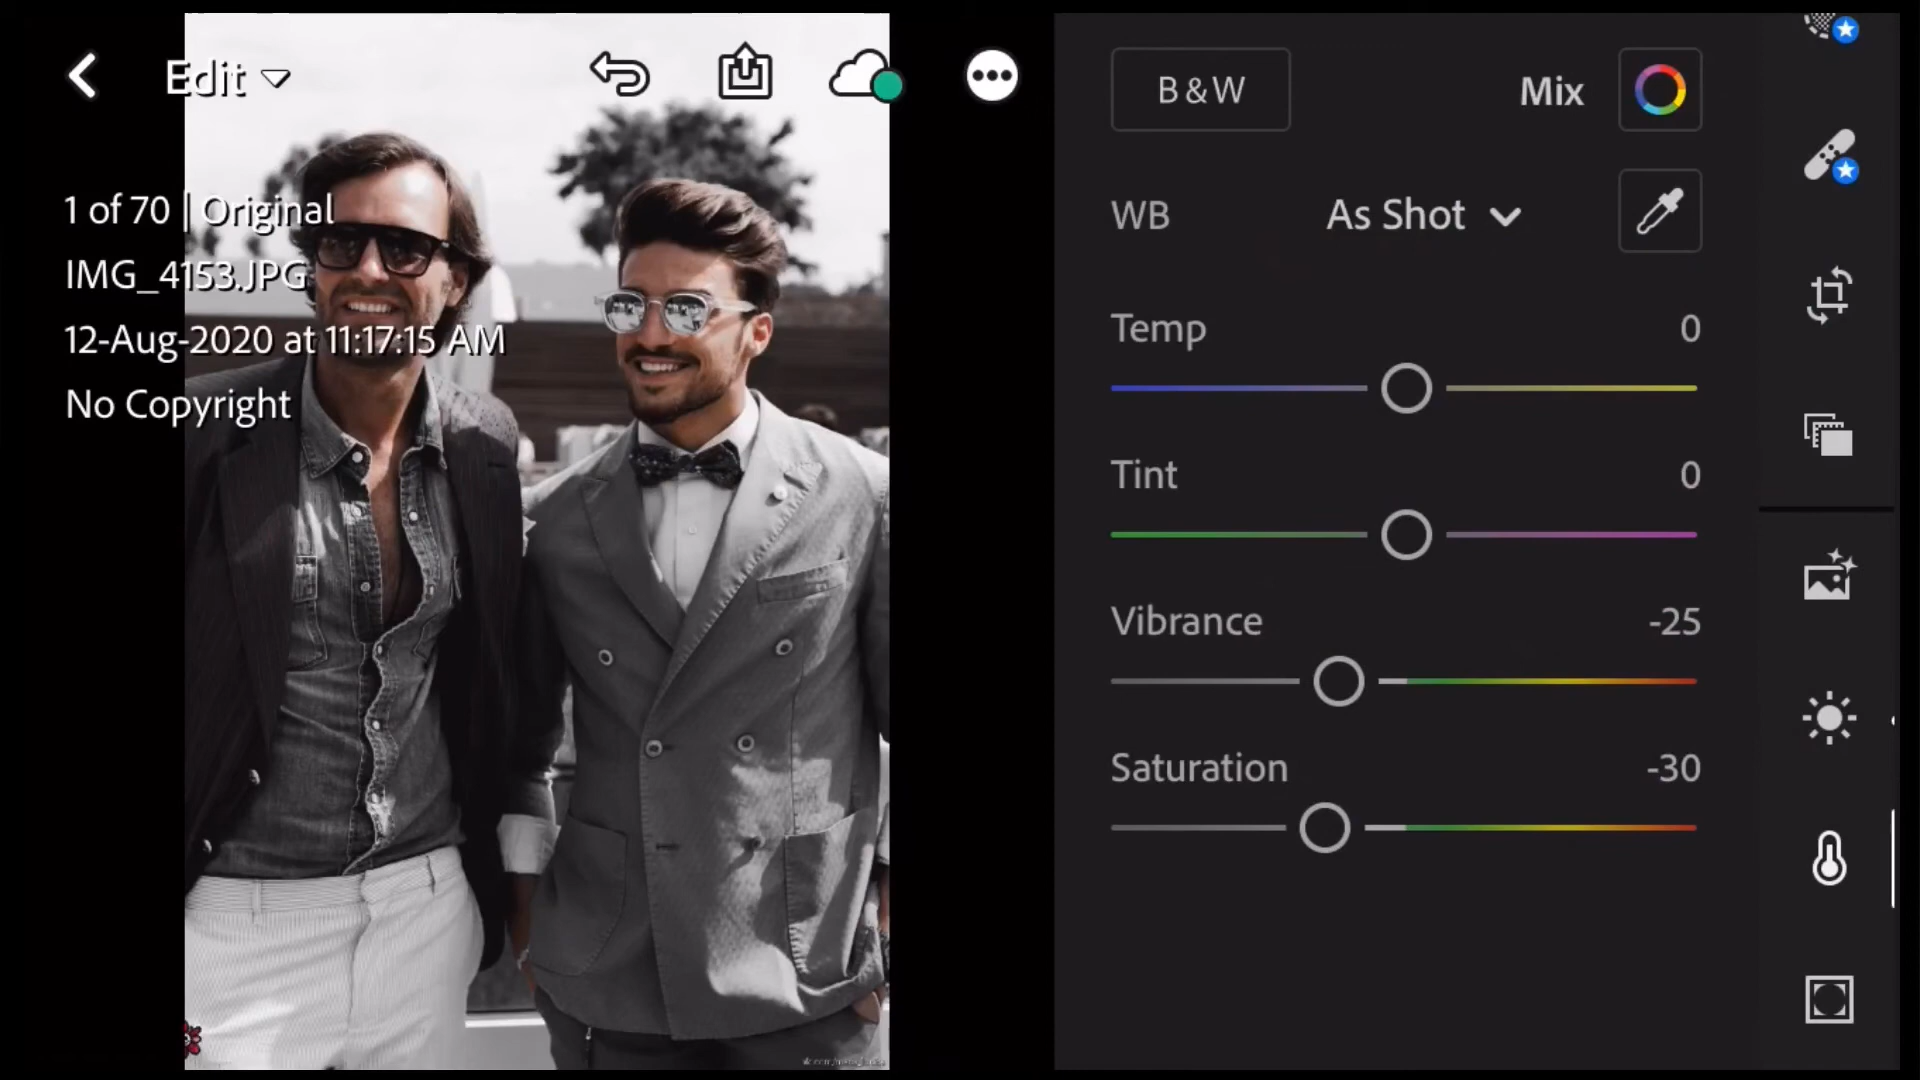 Edit
1 of 70 | Original
IMG_4153.JPG
12-Aug-2020 at 11:17:15 AM
No Copyright
B & W
Mix
WB
As Shot
Temp
0
Tint
0
Vibrance
-25
Saturation
-30